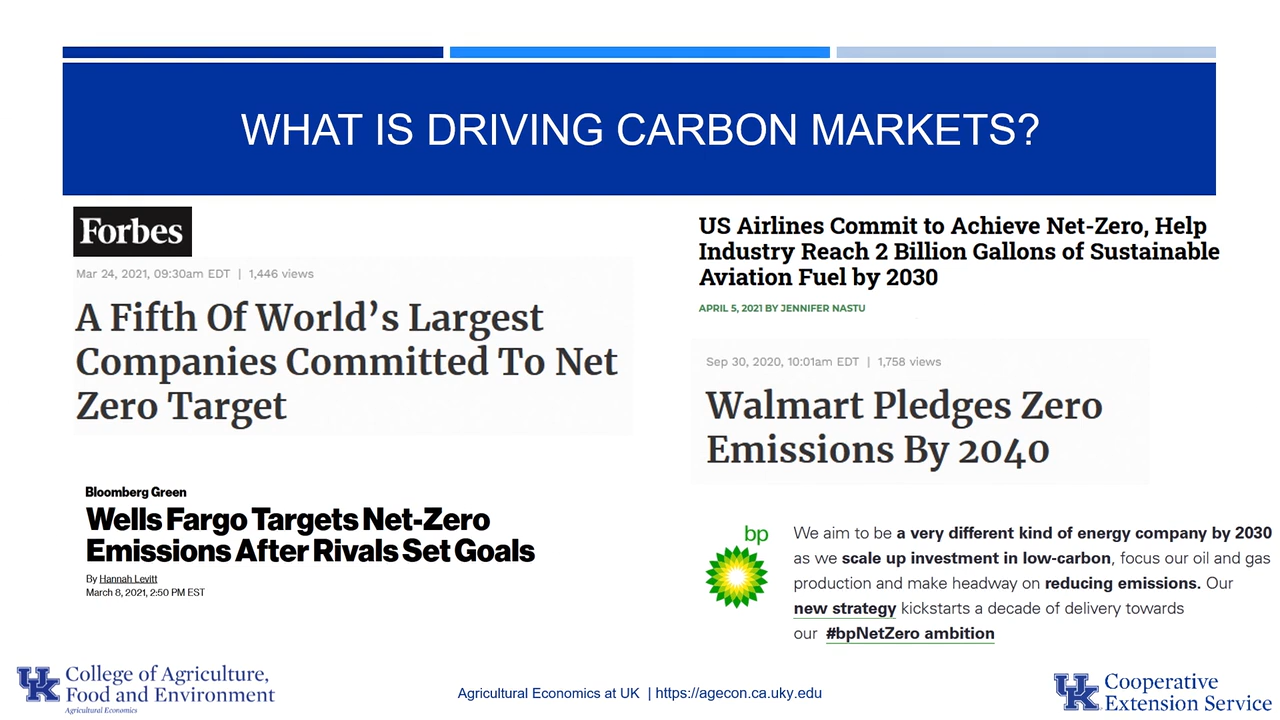 WHAT IS DRIVING CARBON MARKETS?
Forbes
Mar 24, 2021, 09:30am EDT | 1,446 views
A Fifth Of World's Largest
Companies Committed To Net
Zero Target
Bloomberg Green
Wells Fargo Targets Net-Zero
Emissions After Rivals Set Goals
By Hannah Levitt
March 8, 2021, 2:50 PM EST
US Airlines Commit to Achieve Net-Zero, Help
Industry Reach 2 Billion Gallons of Sustainable
Aviation Fuel by 2030
APRIL 5, 2021 BY JENNIFER NASTU
Sep 30, 2020, 10:01am EDT | 1,758 views
Walmart Pledges Zero
Emissions By 2040
bp
We aim to be a very different kind of energy company by 2030
as we scale up investment in low-carbon, focus our oil and gas
production and make headway on reducing emissions. Our
new strategy kickstarts a decade of delivery towards
our #bpNetZero ambition
UK
College of Agriculture,
Food and Environment
Agricultural Economics
Agricultural Economics at UK | https://agecon.ca.uky.edu
UK
Cooperative
Extension Service